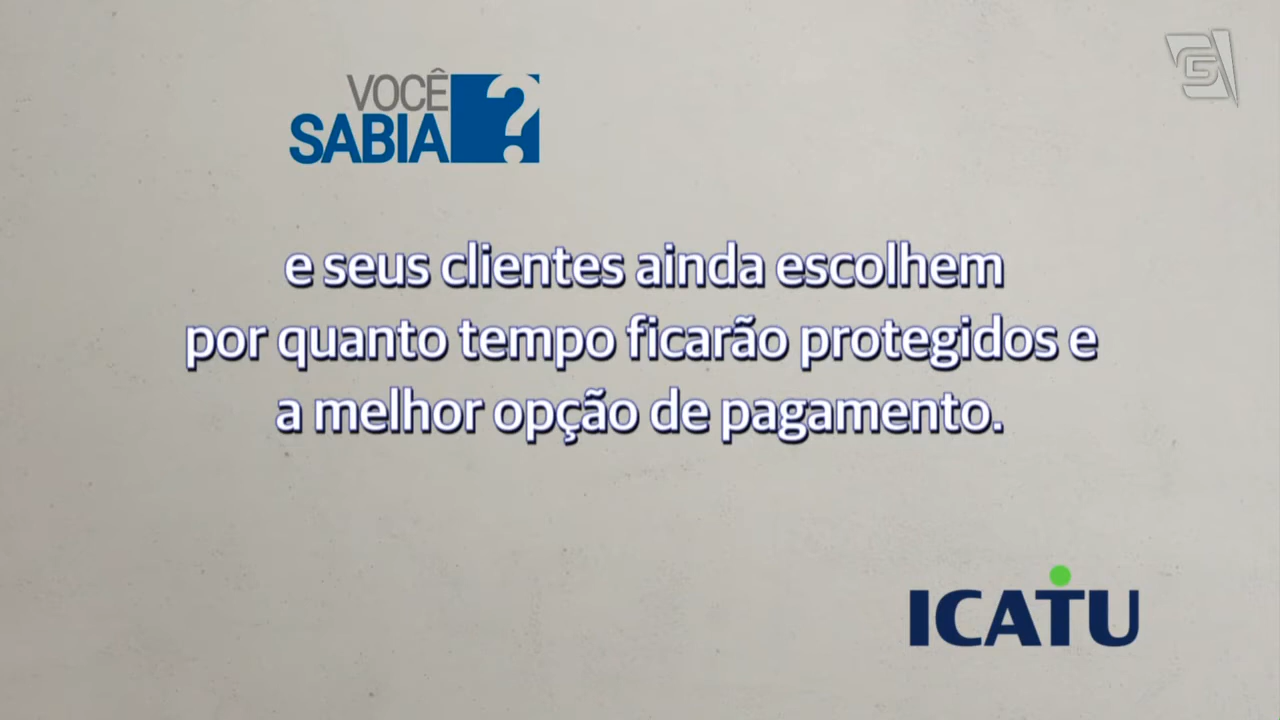 VOCÊ
SABIA?
e seus clientes ainda escolhem
por quanto tempo ficarão protegidos e
a melhor opção de pagamento.
ICATU